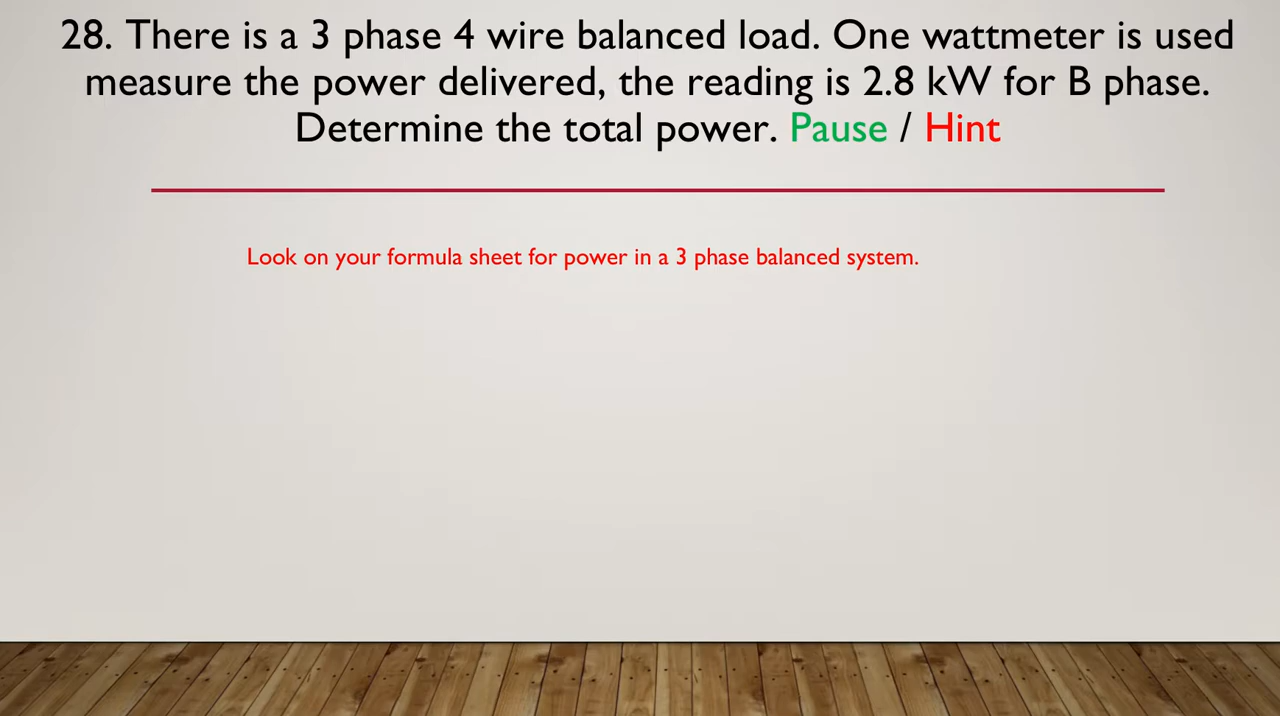 28. There is a 3 phase 4 wire balanced load. One wattmeter is used
measure the power delivered, the reading is 2.8 kW for B phase.
Determine the total power. Pause / Hint
Look on your formula sheet for power in a 3 phase balanced system.